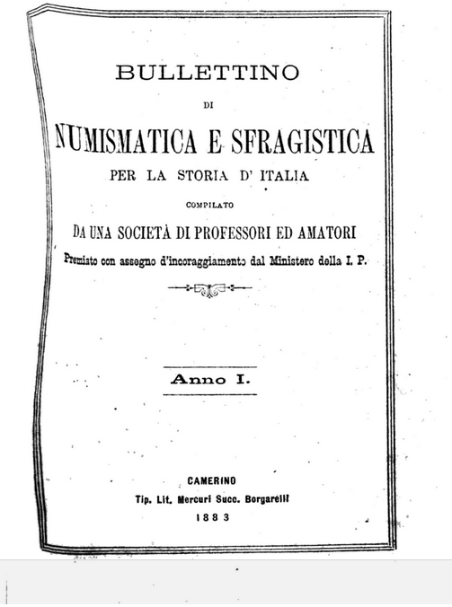 BULLETTINO
DI
NUMISMATICA E SFRAGISTICA
PER LA STORIA D' ITALIA
COMPILATO
DA UNA SOCIETÀ DI PROFESSORI ED AMATORI
Premiato con assegno d'incoraggiamento dal Ministero della I. P.
Anno I.
CAMERINO
Tip. Lit. Mercuri Succ. Borgarelli
1883